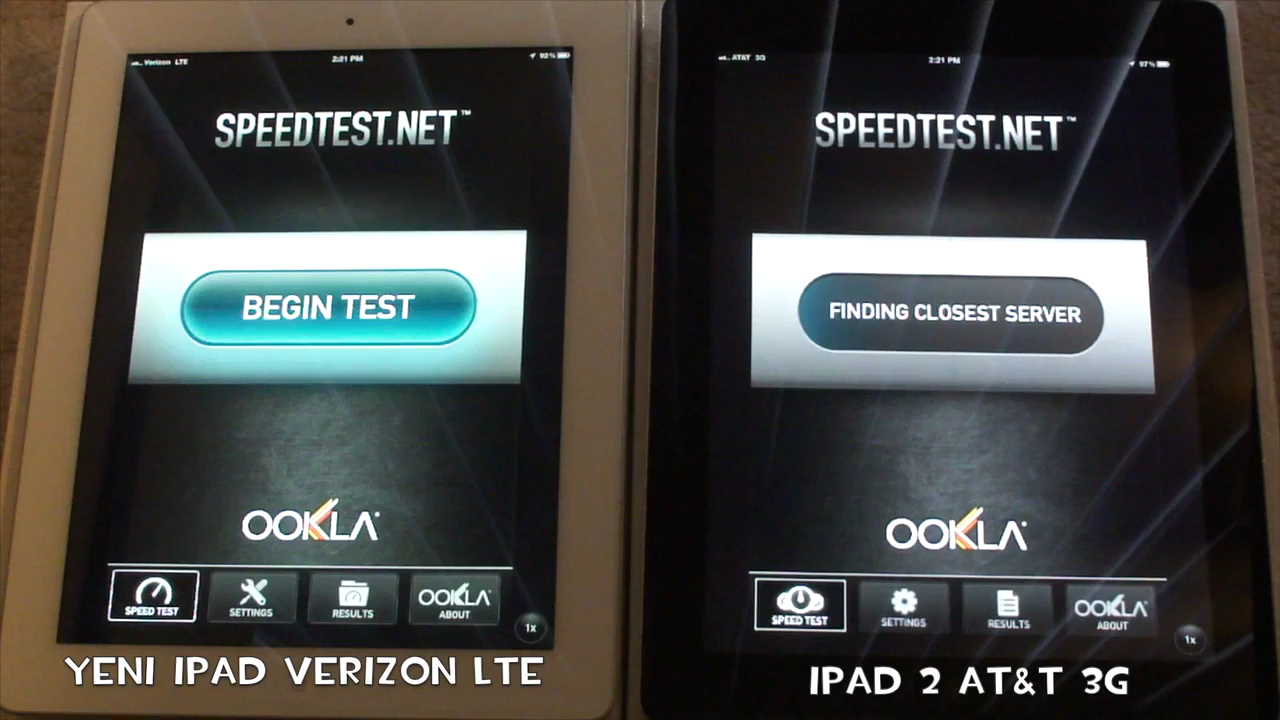 Verizon LTE 2:21 PM 92%
SPEEDTEST.NET™
BEGIN TEST
OOKLA
SPEED TEST SETTINGS RESULTS OOKLA ABOUT
1x
YENI IPAD VERIZON LTE
AT&T 3G 2:21 PM 97%
SPEEDTEST.NET™
FINDING CLOSEST SERVER
OOKLA
SPEED TEST SETTINGS RESULTS OOKLA ABOUT
1x
IPAD 2 AT&T 3G